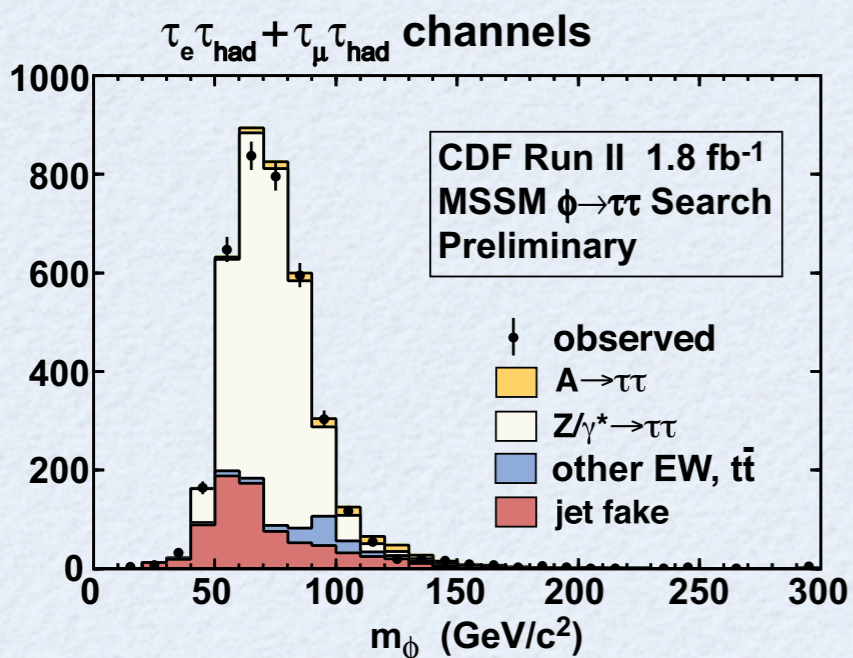 τeτhad + τμτhad channels
1000
800
600
400
200
0
CDF Run II 1.8 fb-1
MSSM ϕ→ττ Search
Preliminary
observed
A→ττ
Z/γ*→ττ
other EW, tt̄
jet fake
0 50 100 150 200 250 300
mϕ (GeV/c2)